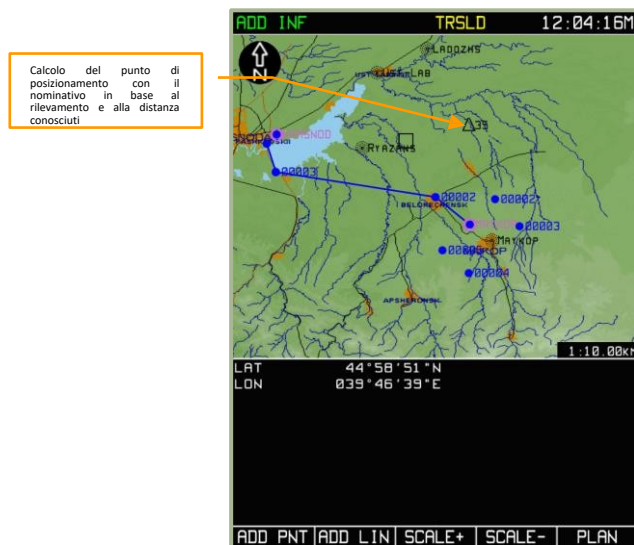 ADD INF TRSLD 12:04:16M
Calcolo del punto di
posizionamento con il
nominativo in base al
rilevamento e alla distanza
conosciuti
N
LADOZHS
LAB
39
RYAZANS
00003
00002
00002
BELORECHENSK
00003
MAYKOP
00004
APSHERONSK
1:10.00KM
LAT 44°58'51"N
LON 039°46'39"E
ADD PNT ADD LIN SCALE+ SCALE- PLAN